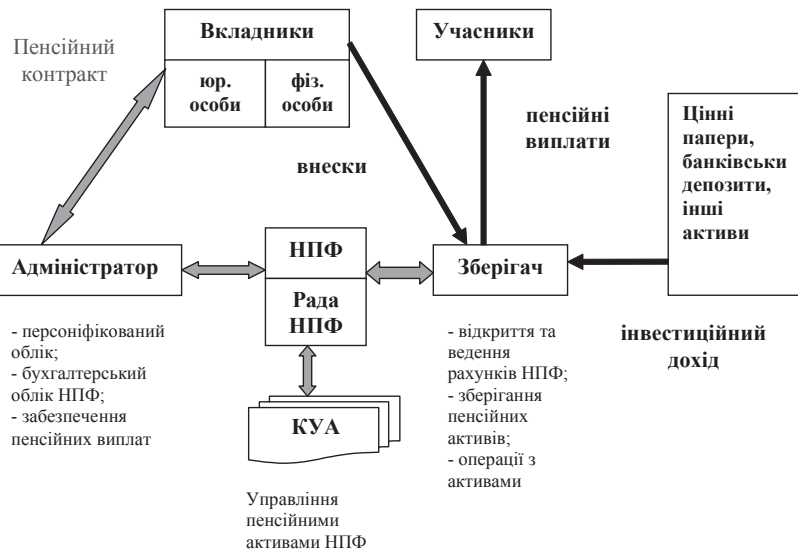 Пенсійний
контракт
Вкладники
юр.
особи
фіз.
особи
Учасники
внески
пенсійні
виплати
Цінні
папери,
банківськи
депозити,
інші
активи
Адміністратор
НПФ
Рада
НПФ
Зберігач
інвестиційний
дохід
- персоніфікований
облік;
- бухгалтерський
облік НПФ;
- забезпечення
пенсійних виплат
КУА
Управління
пенсійними
активами НПФ
- відкриття та
ведення
рахунків НПФ;
- зберігання
пенсійних
активів;
- операції з
активами